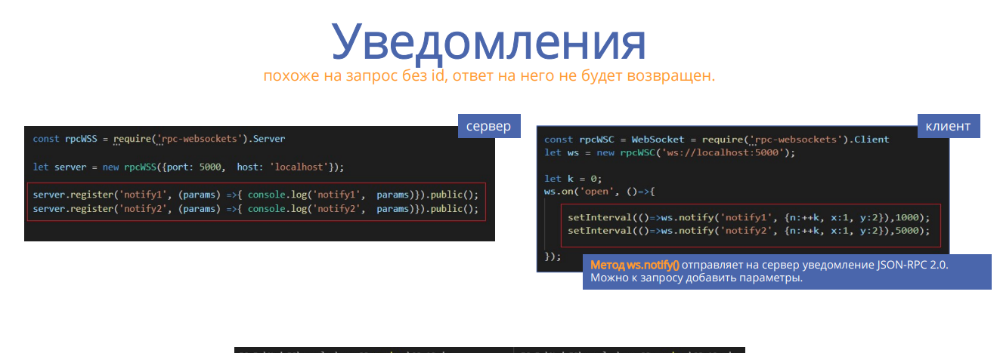 Уведомления
похоже на запрос без id, ответ на него не будет возвращен.
сервер
const rpcWSS = require('rpc-websockets').Server
let server = new rpcWSS({port: 5000, host: 'localhost'});
server.register('notify1', (params) =>{ console.log('notify1', params)}).public();
server.register('notify2', (params) =>{ console.log('notify2', params)}).public();
клиент
const rpcWSC = WebSocket = require('rpc-websockets').Client
let ws = new rpcWSC('ws://localhost:5000');
let k = 0;
ws.on('open', ()=>{
setInterval(()=>ws.notify('notify1', {n:++k, x:1, y:2}),1000);
setInterval(()=>ws.notify('notify2', {n:++k, x:1, y:2}),5000);
});
Метод ws.notify() отправляет на сервер уведомление JSON-RPC 2.0.
Можно к запросу добавить параметры.